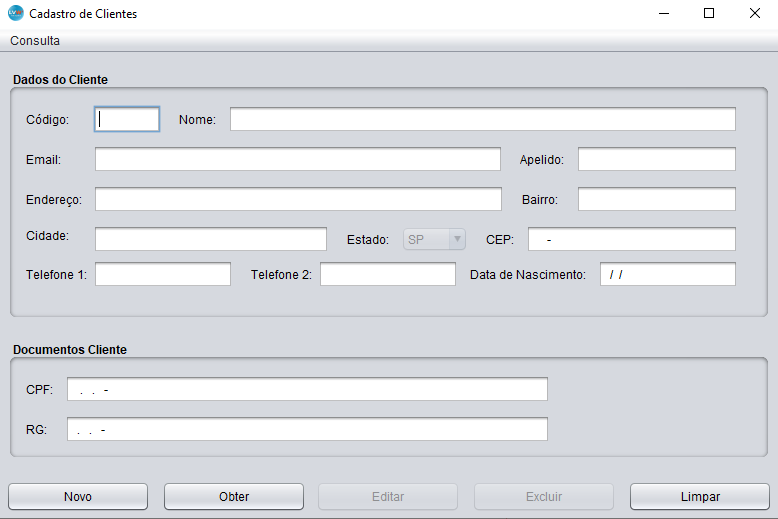 Cadastro de Clientes
Consulta
Dados do Cliente
Código: Nome:
Email: Apelido:
Endereço: Bairro:
Cidade: Estado: SP CEP: -
Telefone 1: Telefone 2: Data de Nascimento: / /
Documentos Cliente
CPF: . . -
RG: . . -
Novo Obter Editar Excluir Limpar